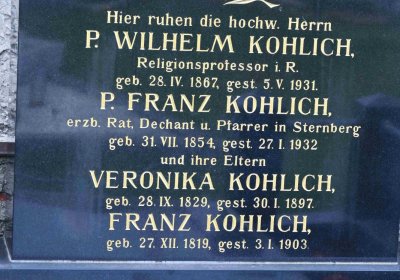 Hier ruhen die hochw. Herrn
P. WILHELM KOHLICH,
Religionsprofessor i. R.
geb. 28. IV. 1867, gest. 5. V. 1931.
P. FRANZ KOHLICH,
erzb. Rat, Dechant u. Pfarrer in Sternberg
geb. 31. VII. 1854, gest. 27. I. 1932
und ihre Eltern
VERONIKA KOHLICH,
geb. 28. IX. 1829, gest. 30. I. 1897.
FRANZ KOHLICH,
geb. 27. XII. 1819, gest. 3. I. 1903.